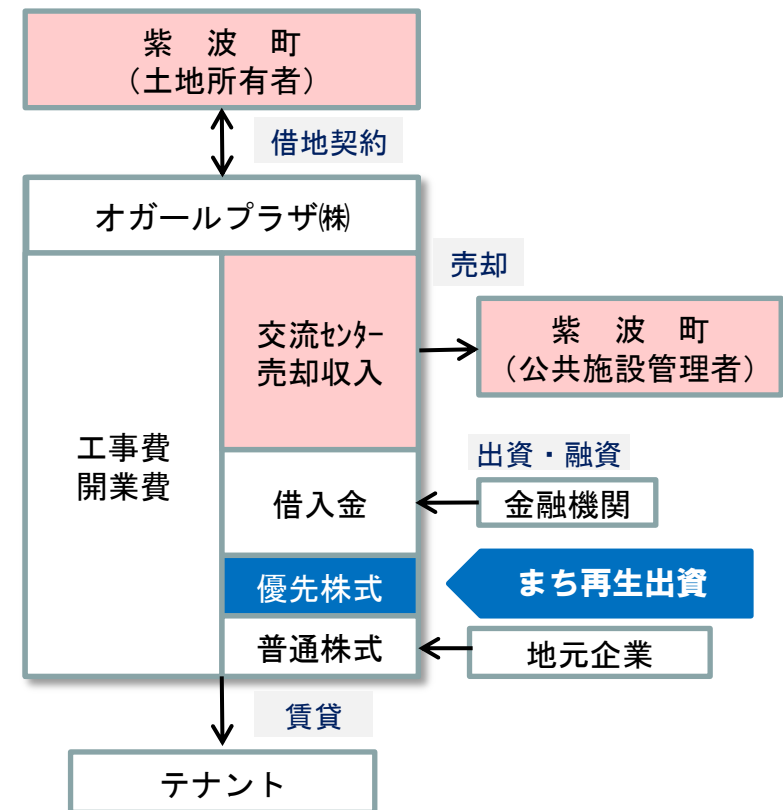 紫　波　町
（土地所有者）
借地契約
オガールプラザ㈱
売却
交流ｾﾝﾀｰ
売却収入
紫　波　町
（公共施設管理者）
工事費
開業費
出資・融資
借入金
金融機関
優先株式
まち再生出資
普通株式
地元企業
賃貸
テナント